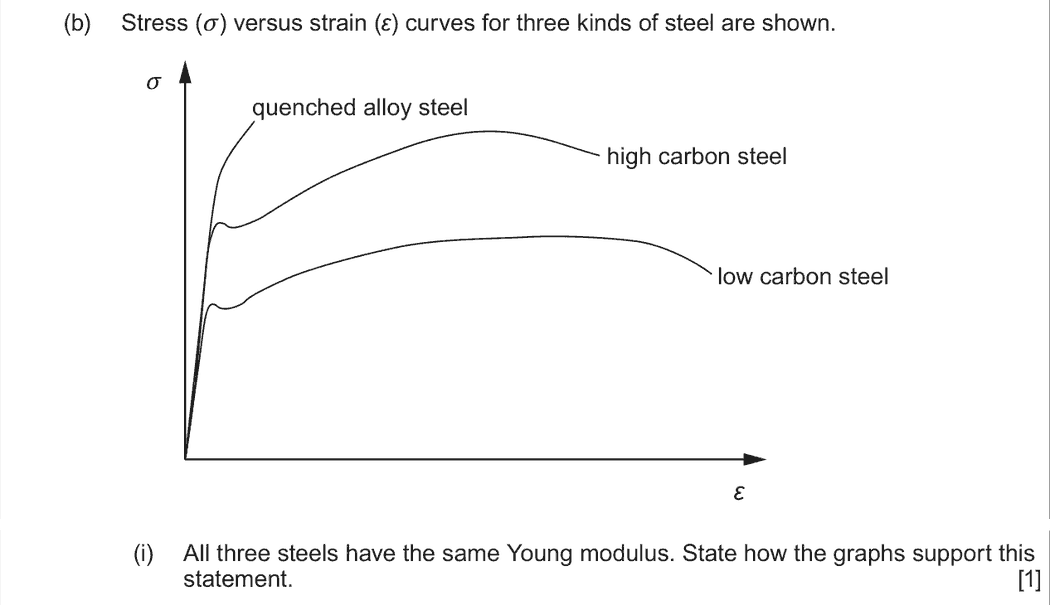 (b) Stress (σ) versus strain (ε) curves for three kinds of steel are shown.
σ
quenched alloy steel
high carbon steel
low carbon steel
ε
(i) All three steels have the same Young modulus. State how the graphs support this
statement. [1]